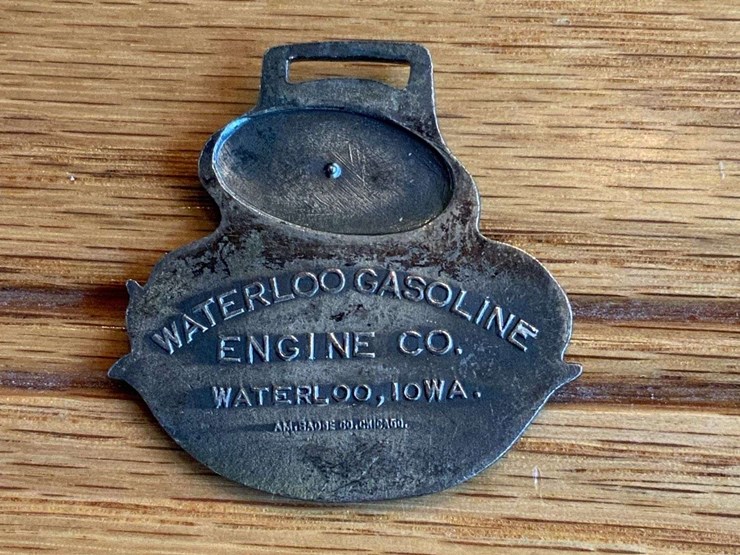 WATERLOO GASOLINE
ENGINE CO.
WATERLOO, IOWA.
AM. BADGE CO. CHICAGO.